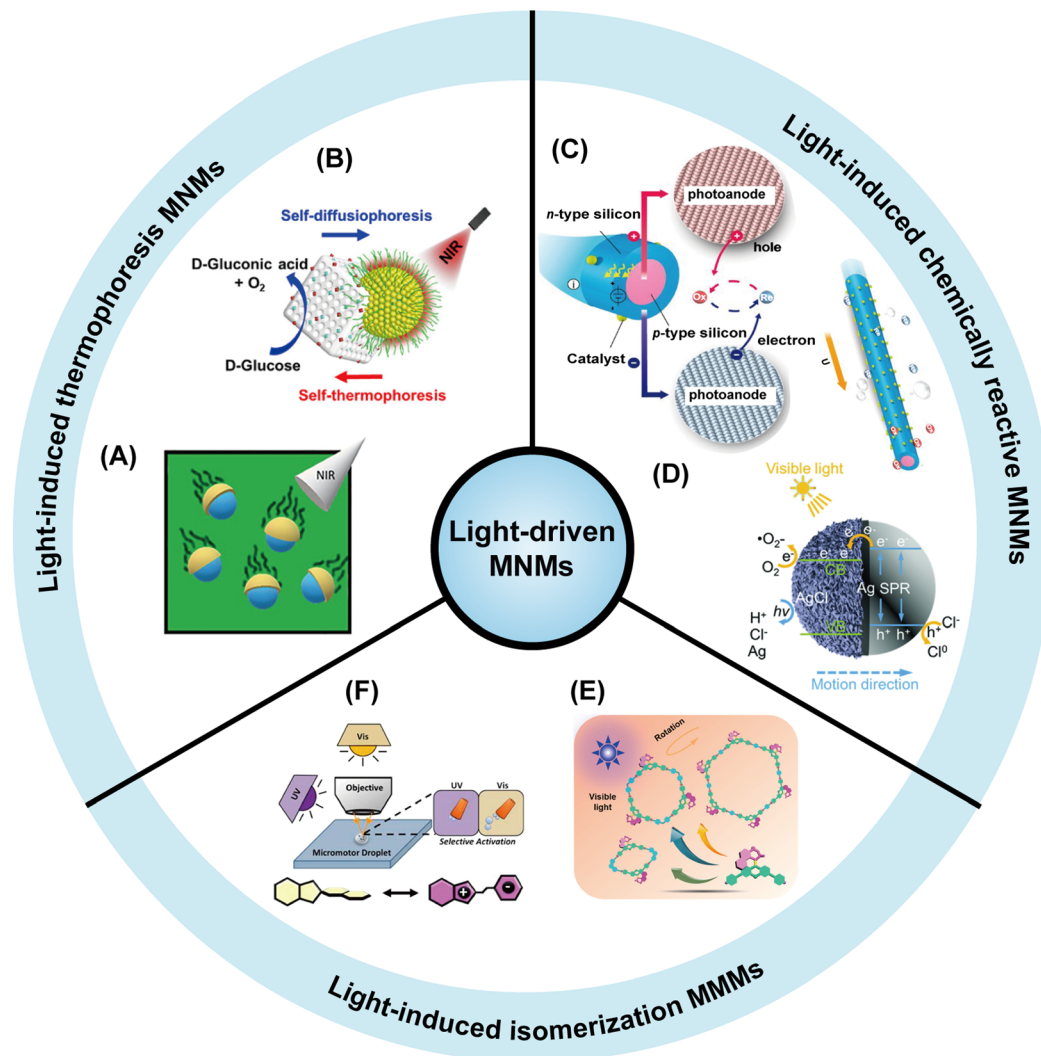 Light-induced thermophoresis MNMs
Light-induced chemically reactive MNMs
Light-induced isomerization MMMs
Light-driven
MNMs
(A)
NIR
(B)
Self-diffusiophoresis
NIR
D-Gluconic acid
+ O₂
D-Glucose
Self-thermophoresis
(C)
photoanode
n-type silicon
+
hole
i
Ox
Re
p-type silicon
Catalyst
electron
−
−
photoanode
U
(D)
Visible light
•O₂-
e-
O₂
e- e- e- e-
e- e-
CB
AgCl
Ag SPR
hv
H⁺
Cl-
Ag
VB
h⁺ h⁺
h⁺
Cl-
Cl⁰
Motion direction
(E)
Rotation
Visible
light
(F)
Vis
UV
Objective
UV Vis
Selective Activation
Micromotor Droplet
+
−